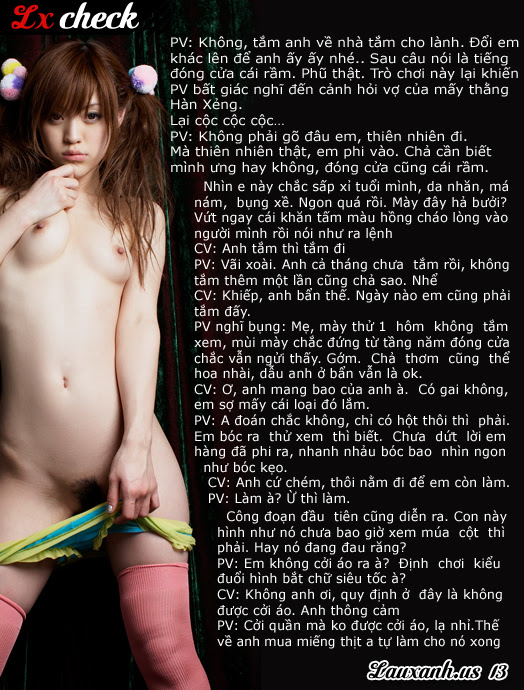 Lx check
PV: Không, tắm anh về nhà tắm cho lành. Đổi em
khác lên để anh ấy ấy nhé.. Sau câu nói là tiếng
đóng cửa cái rầm. Phũ thật. Trò chơi này lại khiến
PV bất giác nghĩ đến cảnh hỏi vợ của mấy thằng
Hàn Xẻng.
Lại cộc cộc cộc…
PV: Không phải gõ đâu em, thiên nhiên đi.
Mà thiên nhiên thật, em phi vào. Chả cần biết
mình ưng hay không, đóng cửa cũng cái rầm.
Nhìn e này chắc sấp xỉ tuổi mình, da nhăn, má
nám, bụng xề. Ngon quá rồi. Mày đây hả bưởi?
Vứt ngay cái khăn tấm màu hồng cháo lòng vào
người mình rồi nói như ra lệnh
CV: Anh tắm thì tắm đi
PV: Vãi xoài. Anh cả tháng chưa tắm rồi, không
tắm thêm một lần cũng chả sao. Nhể
CV: Khiếp, anh bẩn thế. Ngày nào em cũng phải
tắm đấy.
PV nghĩ bụng: Mẹ, mày thử 1 hôm không tắm
xem, mùi mày chắc đứng từ tầng năm đóng cửa
chắc vẫn ngửi thấy. Gớm. Chả thơm cũng thể
hoa nhài, dẫu anh ở bẩn vẫn là ok.
CV: Ơ, anh mang bao của anh à. Có gai không,
em sợ mấy cái loại đó lắm.
PV: A đoán chắc không, chỉ có hột thôi thì phải.
Em bóc ra thử xem thì biết. Chưa dứt lời em
hàng đã phi ra, nhanh nhảu bóc bao nhìn ngon
như bóc kẹo.
CV: Anh cứ chém, thôi nằm đi để em còn làm.
PV: Làm à? Ừ thì làm.
Công đoạn đầu tiên cũng diễn ra. Con này
hình như nó chưa bao giờ xem múa cột thì
phải. Hay nó đang đau răng?
PV: Em không cởi áo ra à? Định chơi kiểu
đuổi hình bắt chữ siêu tốc à?
CV: Không anh ơi, quy định ở đây là không
được cởi áo. Anh thông cảm
PV: Cởi quần mà ko được cởi áo, lạ nhỉ.Thế
về anh mua miếng thịt a tự làm cho nó xong
Lauxanh.us 13